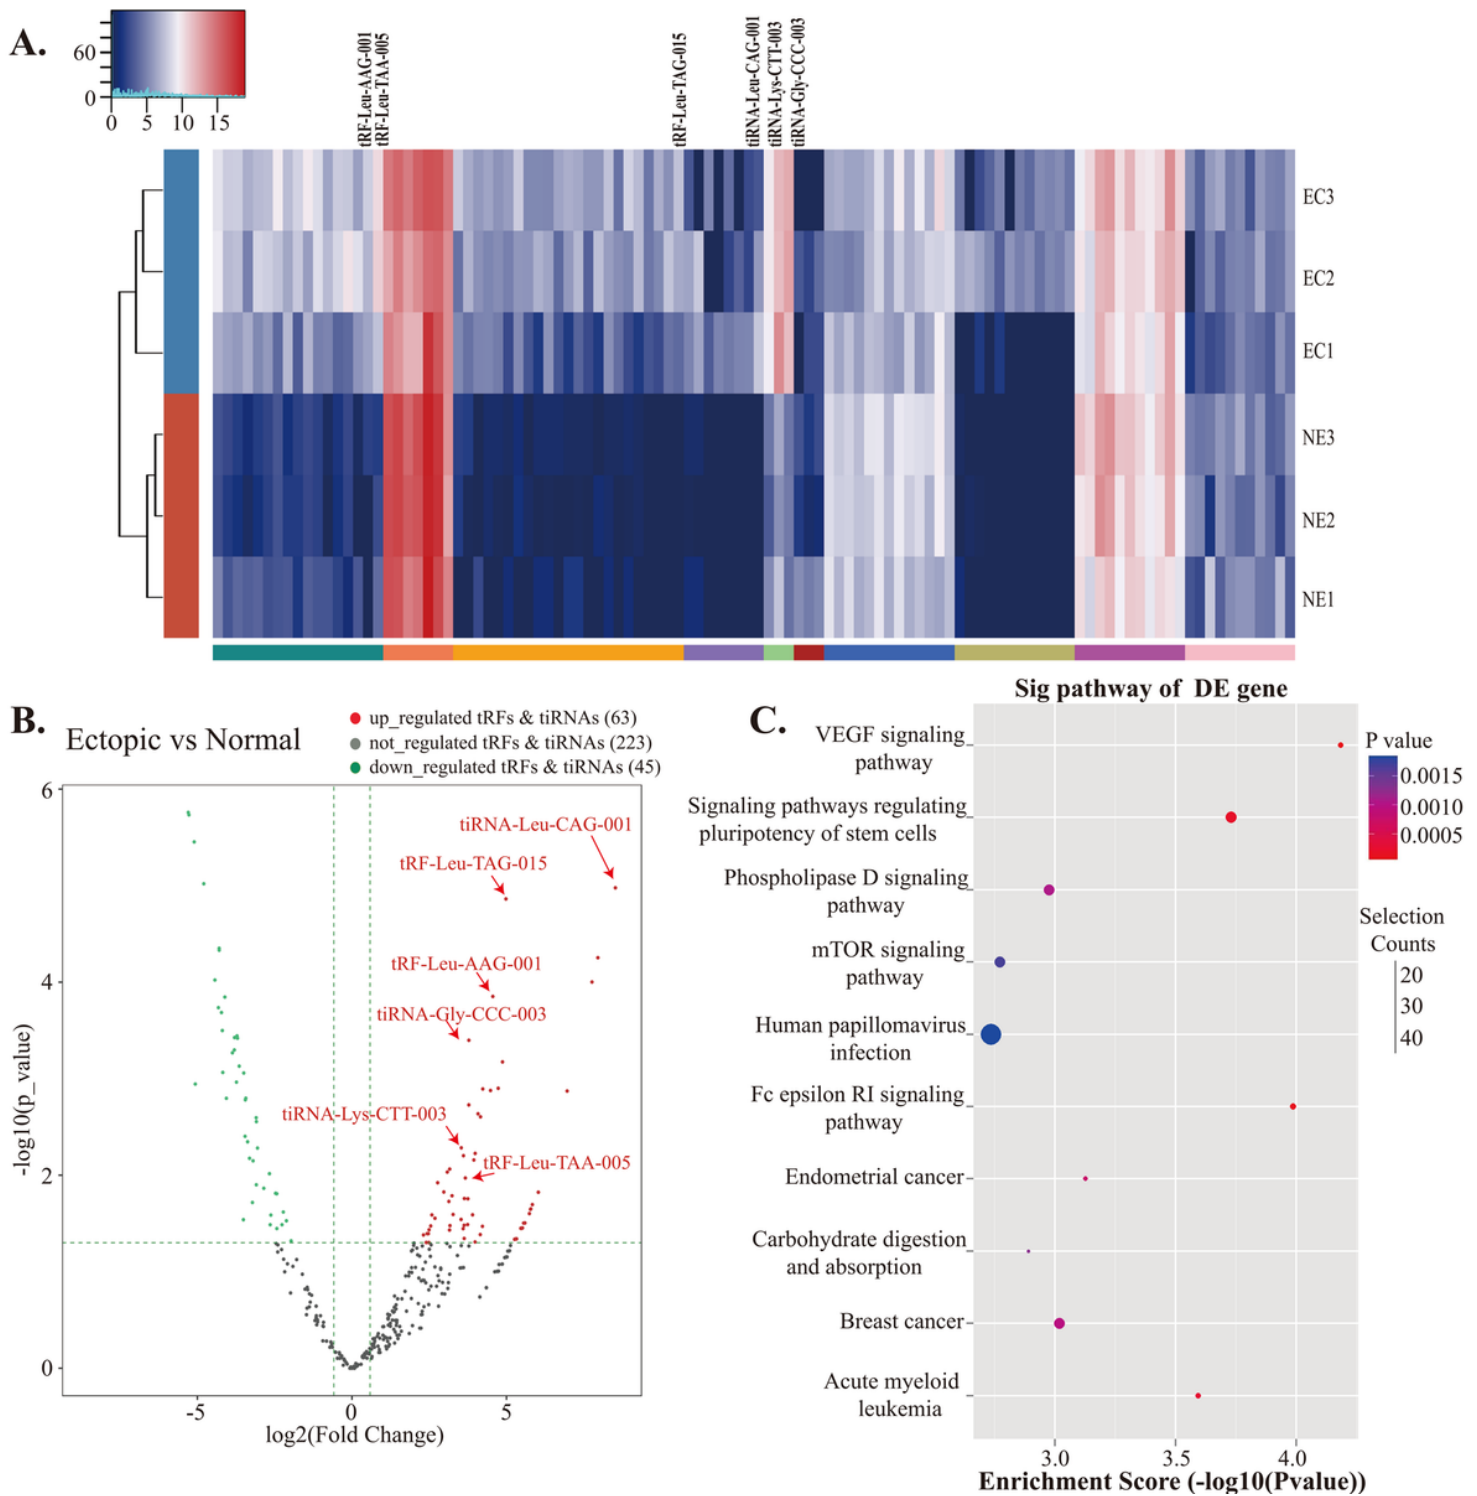 A.
60
0
0 5 10 15
tRF-Leu-AAG-001
tRF-Leu-TAA-005
tRF-Leu-TAG-015
tiRNA-Leu-CAG-001
tiRNA-Lys-CTT-003
tiRNA-Gly-CCC-003
EC3
EC2
EC1
NE3
NE2
NE1
B.
Ectopic vs Normal
up_regulated tRFs & tiRNAs (63)
not_regulated tRFs & tiRNAs (223)
down_regulated tRFs & tiRNAs (45)
6
4
2
0
-log10(p_value)
tiRNA-Leu-CAG-001
tRF-Leu-TAG-015
tRF-Leu-AAG-001
tiRNA-Gly-CCC-003
tiRNA-Lys-CTT-003
tRF-Leu-TAA-005
-5 0 5
log2(Fold Change)
C.
Sig pathway of DE gene
VEGF signaling
pathway
Signaling pathways regulating
pluripotency of stem cells
Phospholipase D signaling
pathway
mTOR signaling
pathway
Human papillomavirus
infection
Fc epsilon RI signaling
pathway
Endometrial cancer
Carbohydrate digestion
and absorption
Breast cancer
Acute myeloid
leukemia
3.0 3.5 4.0
Enrichment Score (-log10(Pvalue))
P value
0.0015
0.0010
0.0005
Selection
Counts
20
30
40